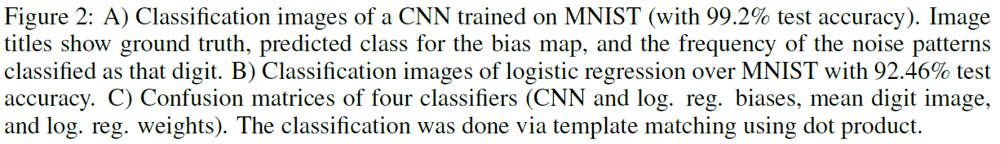 Figure 2: A) Classification images of a CNN trained on MNIST (with 99.2% test accuracy). Image
titles show ground truth, predicted class for the bias map, and the frequency of the noise patterns
classified as that digit. B) Classification images of logistic regression over MNIST with 92.46% test
accuracy. C) Confusion matrices of four classifiers (CNN and log. reg. biases, mean digit image,
and log. reg. weights). The classification was done via template matching using dot product.